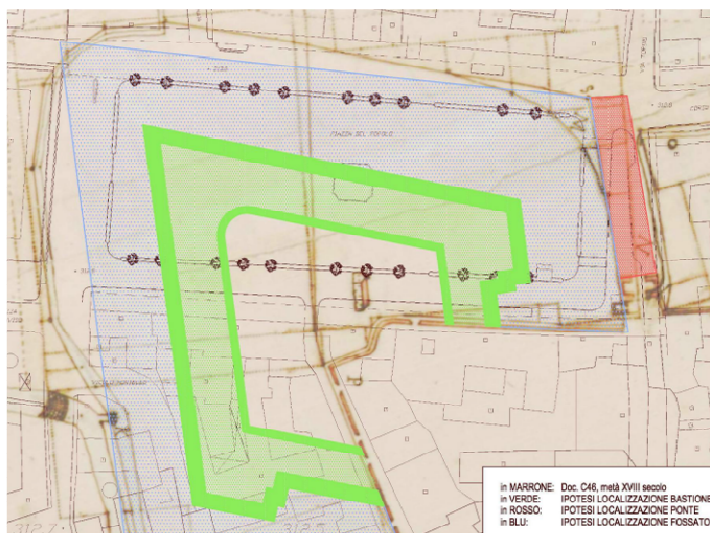 PIAZZA DEL POPOLO
in MARRONE: Doc. C46, metà XVIII secolo
in VERDE: IPOTESI LOCALIZZAZIONE BASTIONE
in ROSSO: IPOTESI LOCALIZZAZIONE PONTE
in BLU: IPOTESI LOCALIZZAZIONE FOSSATO